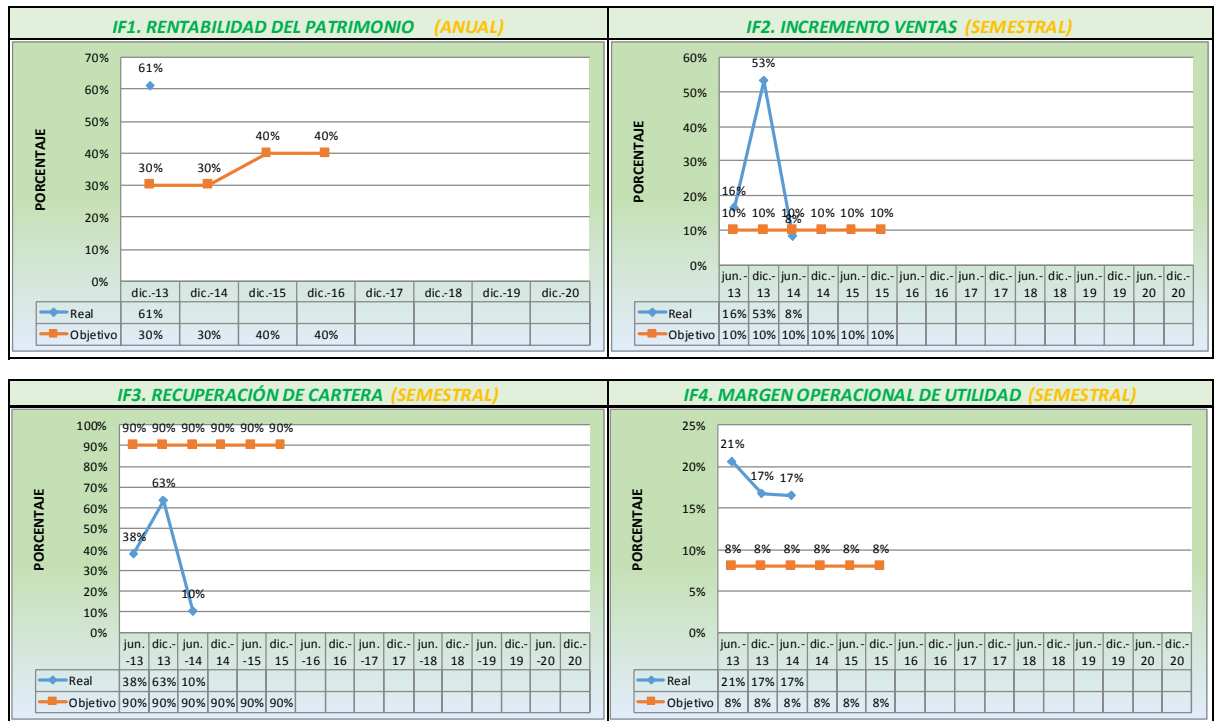 IF1. RENTABILIDAD DEL PATRIMONIO (ANUAL)
PORCENTAJE
70%
60%
50%
40%
30%
20%
10%
0%
61%
30% 30% 40% 40%
dic.-13 dic.-14 dic.-15 dic.-16 dic.-17 dic.-18 dic.-19 dic.-20
Real 61%
Objetivo 30% 30% 40% 40%
IF2. INCREMENTO VENTAS (SEMESTRAL)
PORCENTAJE
60%
50%
40%
30%
20%
10%
0%
16% 53% 8%
10% 10% 10% 10% 10% 10%
jun.- dic.- jun.- dic.- jun.- dic.- jun.- dic.- jun.- dic.- jun.- dic.- jun.- dic.- jun.- dic.-
13 13 14 14 15 15 16 16 17 17 18 18 19 19 20 20
Real 16% 53% 8%
Objetivo 10% 10% 10% 10% 10% 10%
IF3. RECUPERACIÓN DE CARTERA (SEMESTRAL)
PORCENTAJE
100%
90%
80%
70%
60%
50%
40%
30%
20%
10%
0%
90% 90% 90% 90% 90% 90%
38% 63% 10%
jun. dic.- jun. dic.- jun. dic.- jun. dic.- jun. dic.- jun. dic.- jun. dic.- jun. dic.-
-13 13 -14 14 -15 15 -16 16 -17 17 -18 18 -19 19 -20 20
Real 38% 63% 10%
Objetivo 90% 90% 90% 90% 90% 90%
IF4. MARGEN OPERACIONAL DE UTILIDAD (SEMESTRAL)
PORCENTAJE
25%
20%
15%
10%
5%
0%
21% 17% 17%
8% 8% 8% 8% 8% 8%
jun.- dic.- jun.- dic.- jun.- dic.- jun.- dic.- jun.- dic.- jun.- dic.- jun.- dic.- jun.- dic.-
13 13 14 14 15 15 16 16 17 17 18 18 19 19 20 20
Real 21% 17% 17%
Objetivo 8% 8% 8% 8% 8% 8%